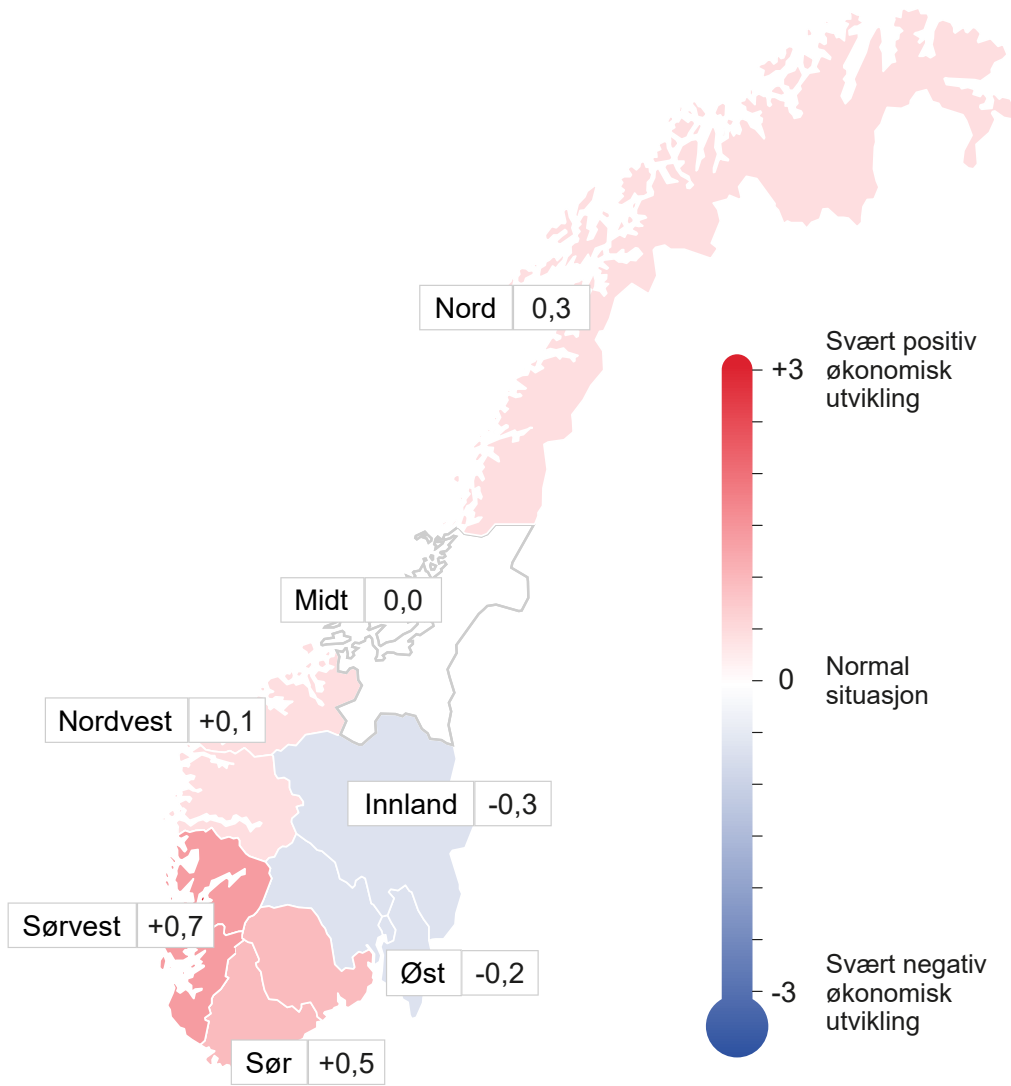 Nord 0,3
Svært positiv
+3 økonomisk
utvikling
Midt 0,0
0 Normal
situasjon
Nordvest +0,1
Innland -0,3
Sørvest +0,7
Øst -0,2
Svært negativ
-3 økonomisk
utvikling
Sør +0,5